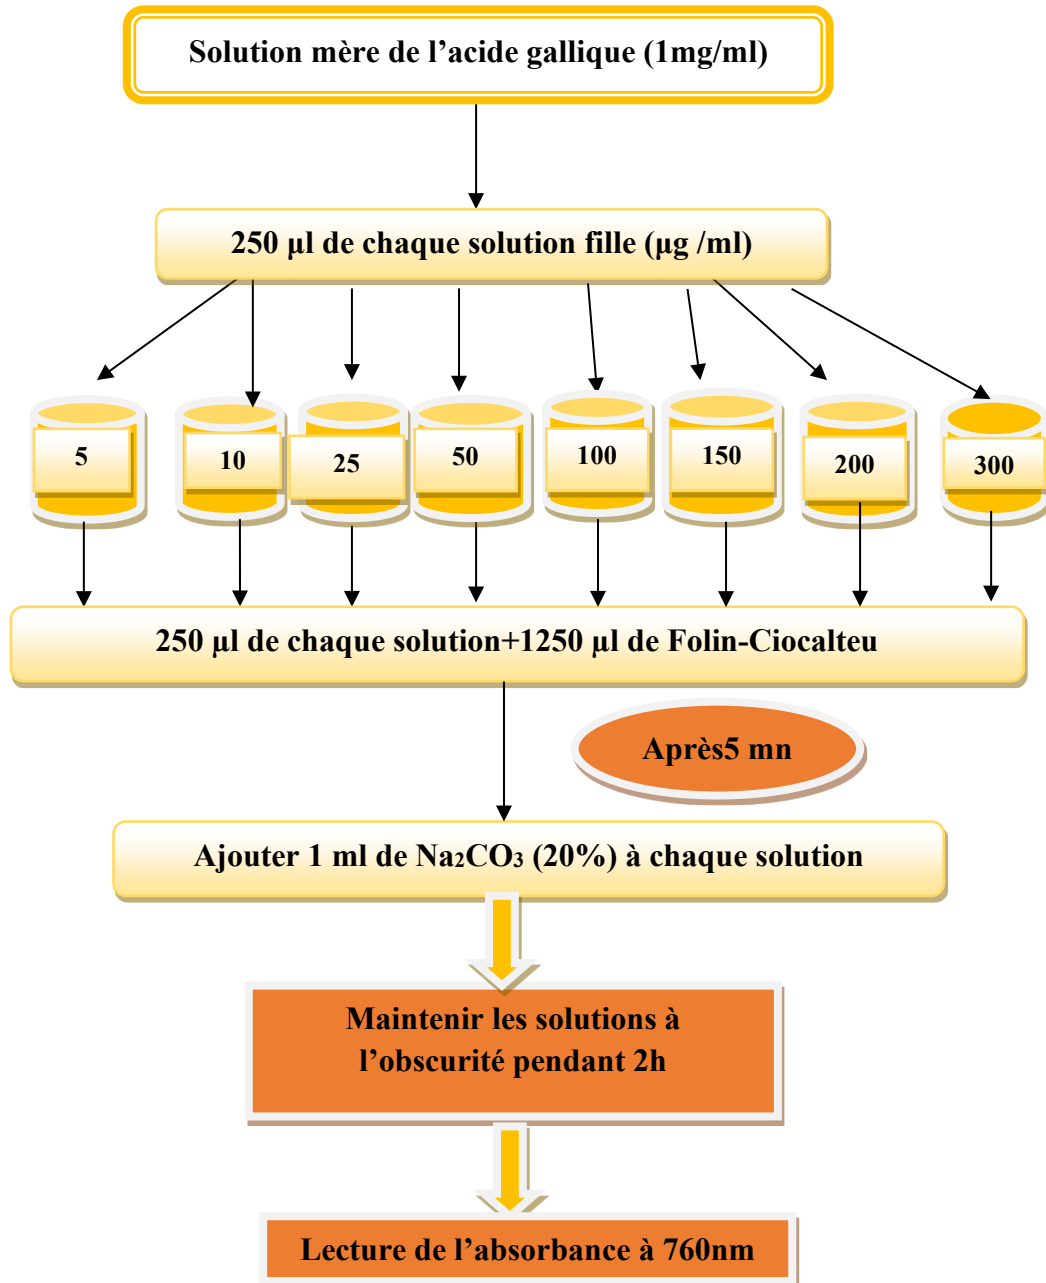 Solution mère de l’acide gallique (1mg/ml)
250 µl de chaque solution fille (µg /ml)
5
10
25
50
100
150
200
300
250 µl de chaque solution+1250 µl de Folin-Ciocalteu
Après5 mn
Ajouter 1 ml de Na₂CO₃ (20%) à chaque solution
Maintenir les solutions à
l’obscurité pendant 2h
Lecture de l’absorbance à 760nm